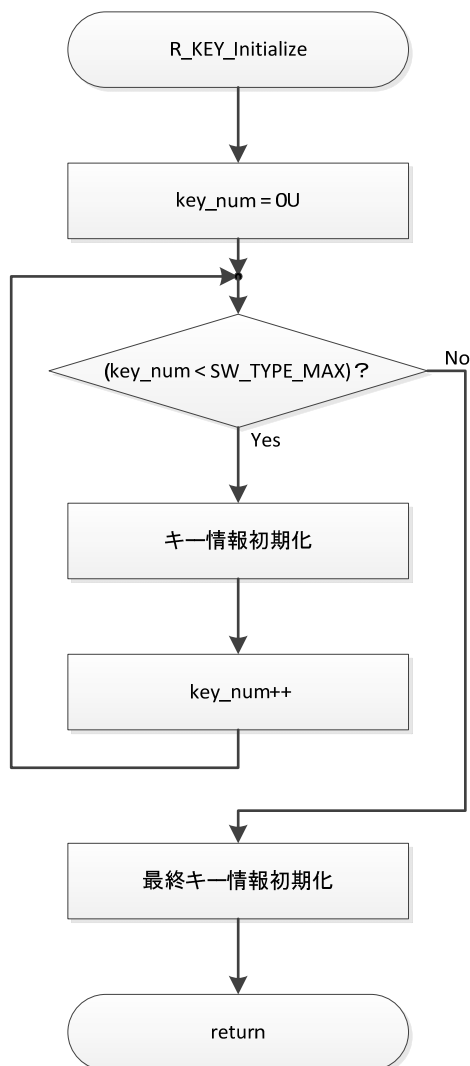 R_KEY_Initialize
key_num = 0U
(key_num < SW_TYPE_MAX)？
No
Yes
キー情報初期化
key_num++
最終キー情報初期化
return